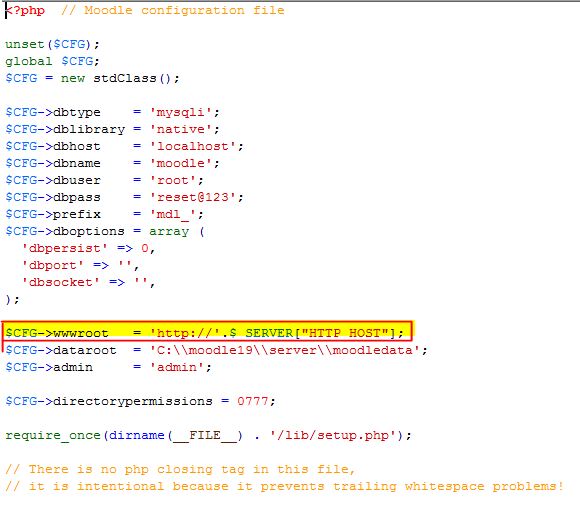 <?php  // Moodle configuration file
unset($CFG);
global $CFG;
$CFG = new stdClass();
$CFG->dbtype    = 'mysqli';
$CFG->dblibrary = 'native';
$CFG->dbhost    = 'localhost';
$CFG->dbname    = 'moodle';
$CFG->dbuser    = 'root';
$CFG->dbpass    = 'reset@123';
$CFG->prefix    = 'mdl_';
$CFG->dboptions = array (
  'dbpersist' => 0,
  'dbport' => '',
  'dbsocket' => '',
);
$CFG->wwwroot   = 'http://'.$_SERVER["HTTP_HOST"];
$CFG->dataroot  = 'C:\\moodle19\\server\\moodledata';
$CFG->admin     = 'admin';
$CFG->directorypermissions = 0777;
require_once(dirname(__FILE__) . '/lib/setup.php');
// There is no php closing tag in this file,
// it is intentional because it prevents trailing whitespace problems!